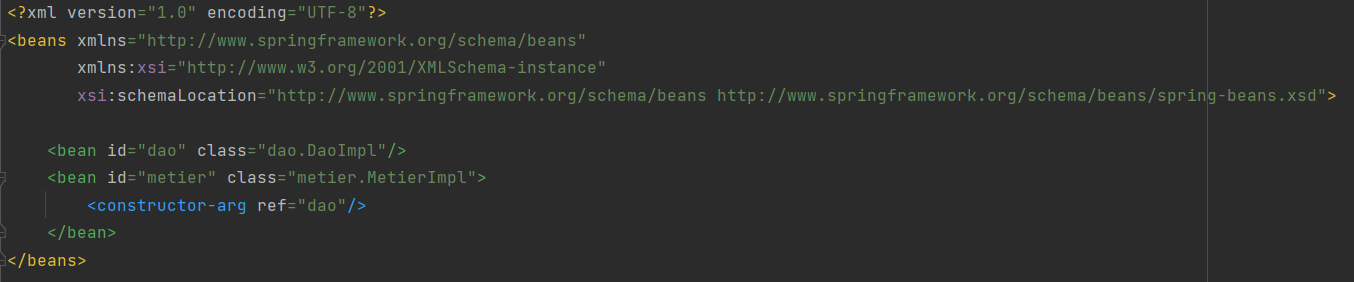 <?xml version="1.0" encoding="UTF-8"?>
<beans xmlns="http://www.springframework.org/schema/beans"
       xmlns:xsi="http://www.w3.org/2001/XMLSchema-instance"
       xsi:schemaLocation="http://www.springframework.org/schema/beans http://www.springframework.org/schema/beans/spring-beans.xsd">

    <bean id="dao" class="dao.DaoImpl"/>
    <bean id="metier" class="metier.MetierImpl">
        <constructor-arg ref="dao"/>
    </bean>
</beans>